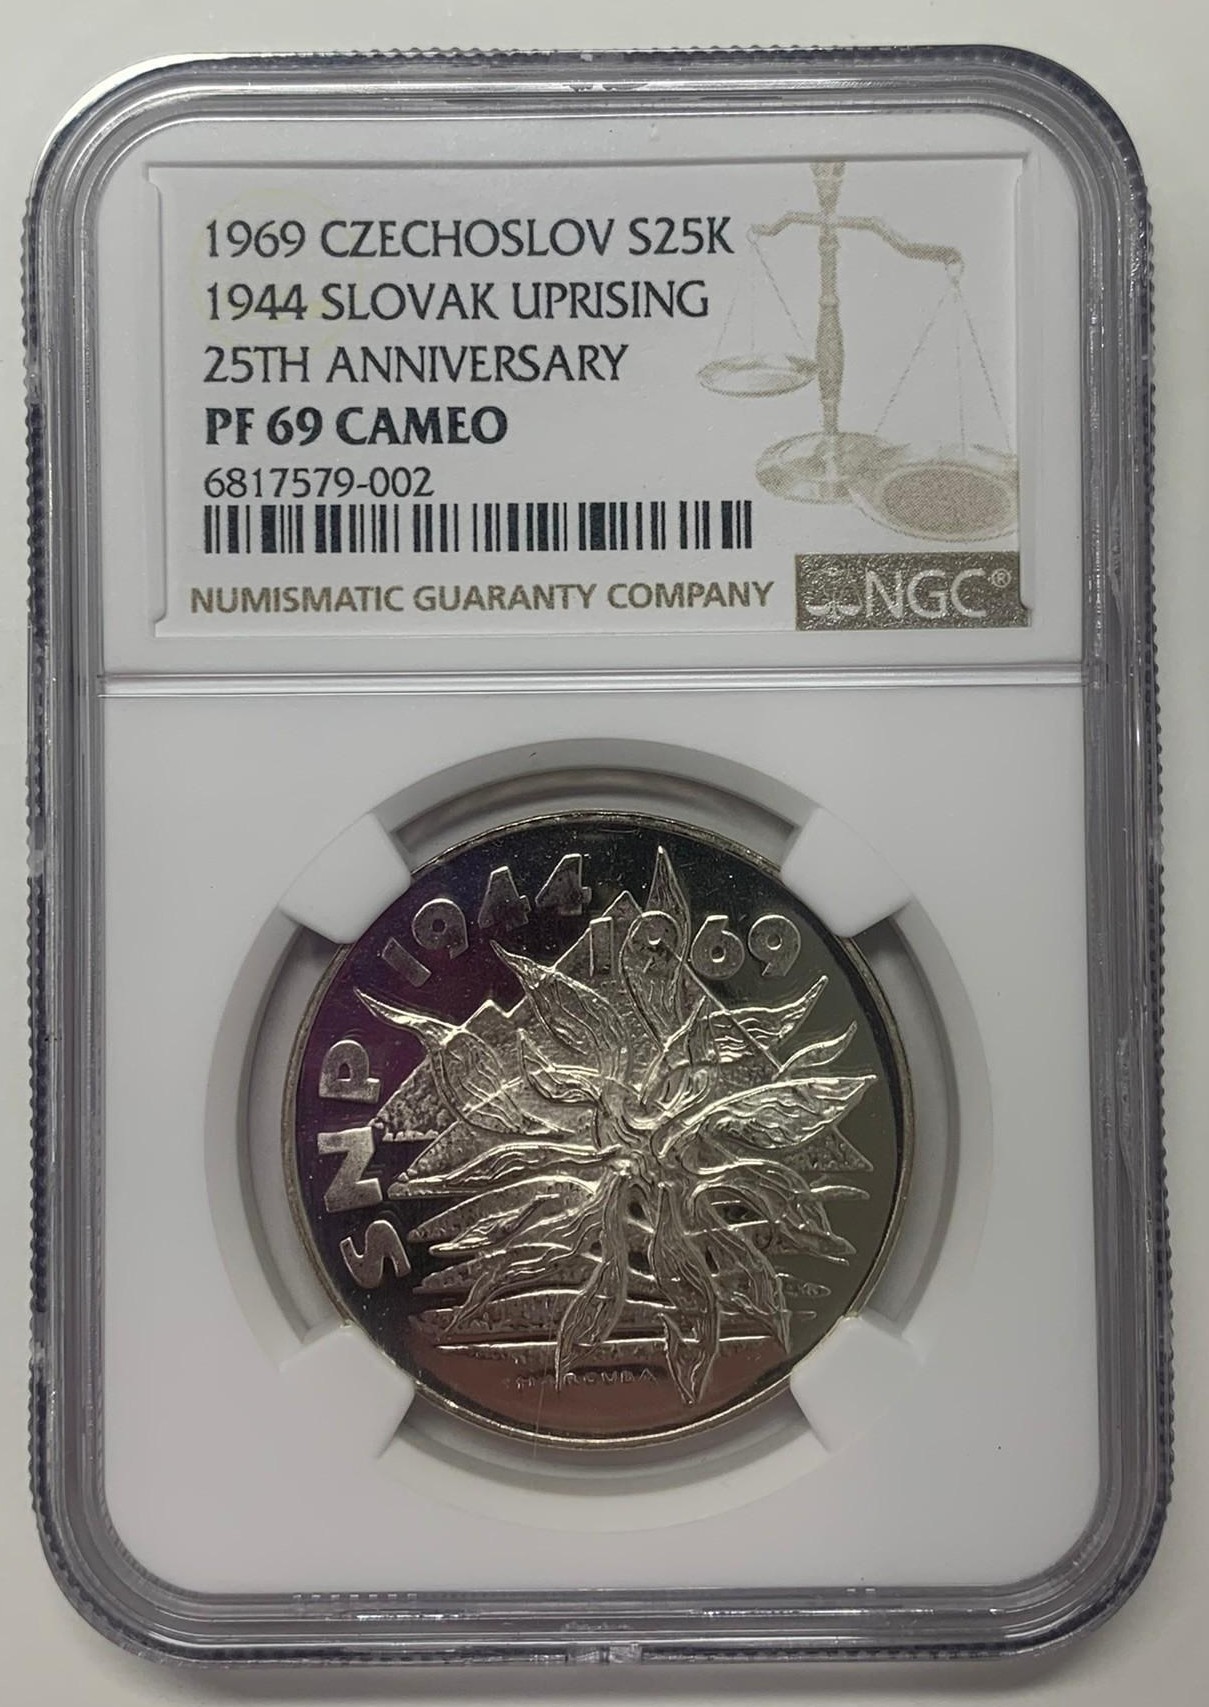 1969 CZECHOSLOV S25K
1944 SLOVAK UPRISING
25TH ANNIVERSARY
PF 69 CAMEO
6817579-002
NUMISMATIC GUARANTY COMPANY
NGC®
SNP 1944
1969
HARCUBA